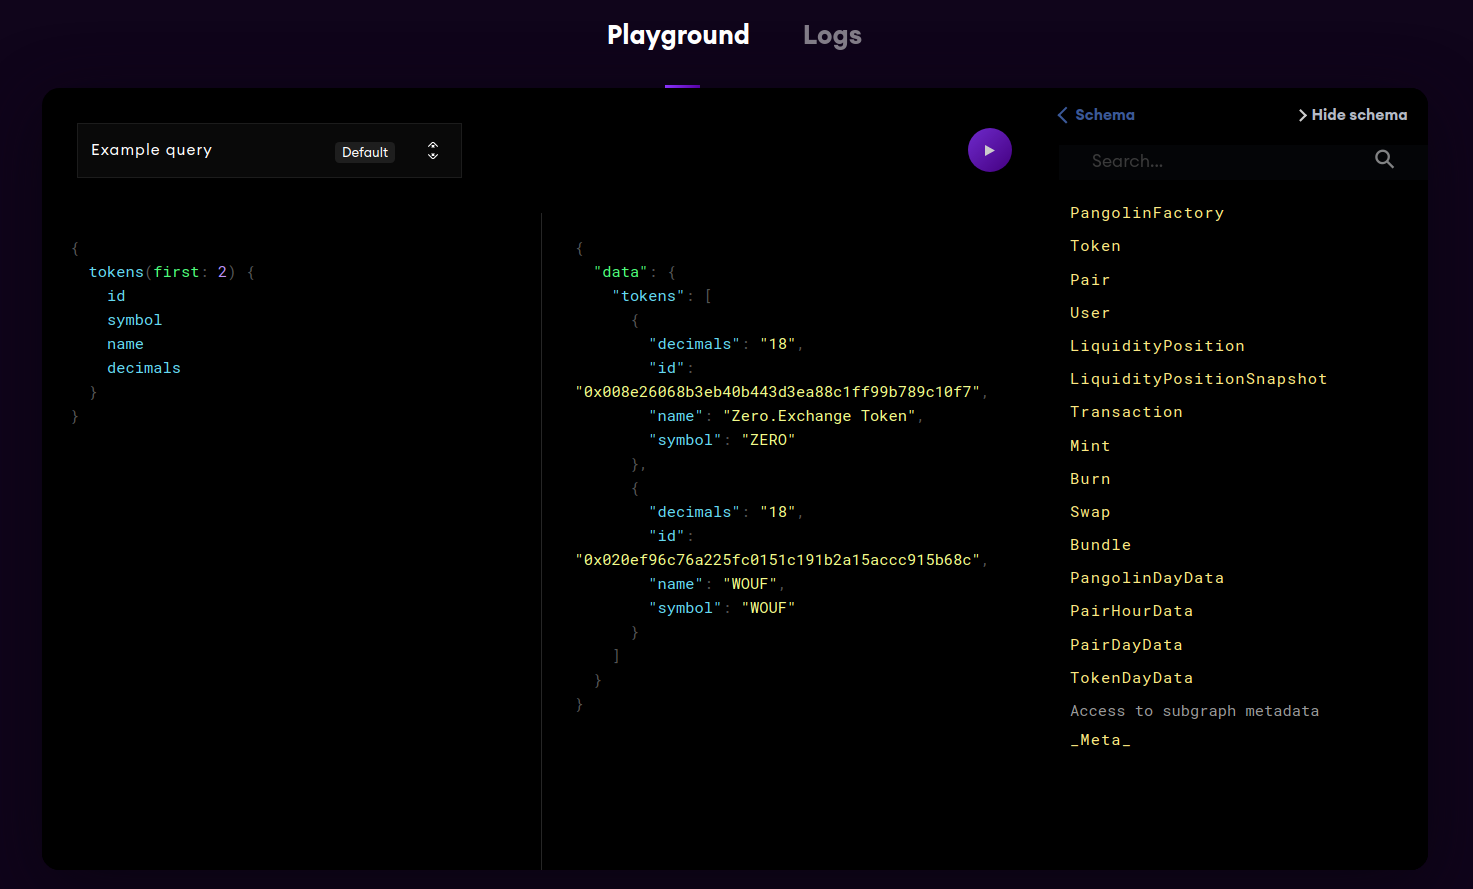 Playground Logs
Example query Default
{
  tokens(first: 2) {
    id
    symbol
    name
    decimals
  }
}
{
  "data": {
    "tokens": [
      {
        "decimals": "18",
        "id":
"0x008e26068b3eb40b443d3ea88c1ff99b789c10f7",
        "name": "Zero.Exchange Token",
        "symbol": "ZERO"
      },
      {
        "decimals": "18",
        "id":
"0x020ef96c76a225fc0151c191b2a15accc915b68c",
        "name": "WOUF",
        "symbol": "WOUF"
      }
    ]
  }
}
Schema Hide schema
Search...
PangolinFactory
Token
Pair
User
LiquidityPosition
LiquidityPositionSnapshot
Transaction
Mint
Burn
Swap
Bundle
PangolinDayData
PairHourData
PairDayData
TokenDayData
Access to subgraph metadata
_Meta_